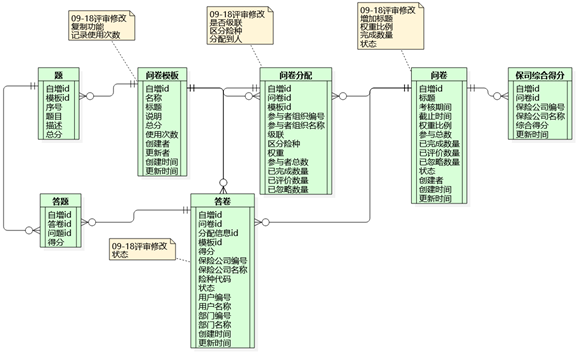 09-18评审修改
复制功能
记录使用次数
09-18评审修改
是否级联
区分险种
分配到人
09-18评审修改
增加标题
权重比例
完成数量
状态
题
自增id
模板id
序号
题目
描述
总分
问卷模板
自增id
名称
标题
说明
总分
使用次数
创建者
更新者
创建时间
更新时间
问卷分配
自增id
问卷id
模板id
参与者组织编号
参与者组织名称
级联
区分险种
权重
参与者总数
已完成数量
已评价数量
已忽略数量
问卷
自增id
标题
考核期间
截止时间
权重比例
参与总数
已完成数量
已评价数量
已忽略数量
状态
创建者
创建时间
更新时间
保司综合得分
自增id
问卷id
保险公司编号
保险公司名称
综合得分
更新时间
答题
自增id
答卷id
问题id
得分
09-18评审修改
状态
答卷
自增id
问卷id
分配信息id
模板id
得分
保险公司编号
保险公司名称
险种代码
状态
用户编号
用户名称
部门编号
部门名称
创建时间
更新时间